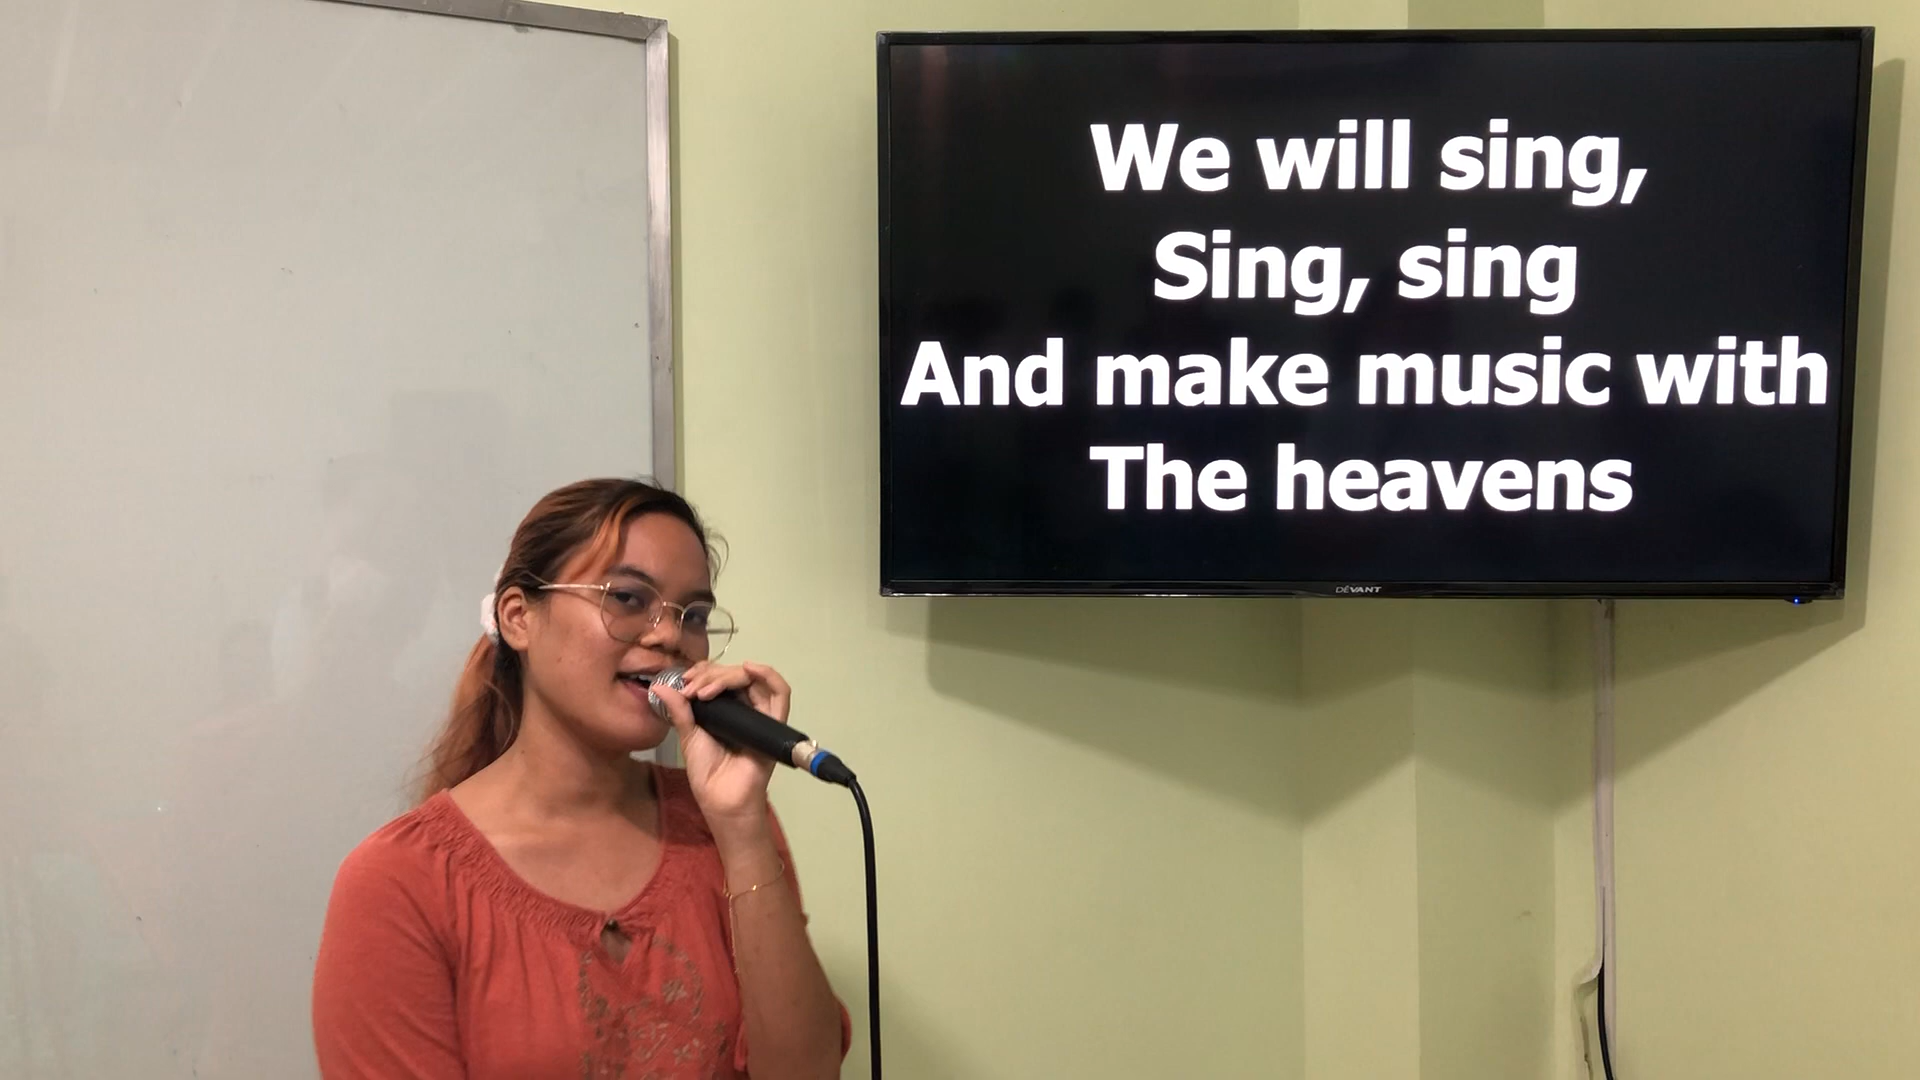 We will sing,
Sing, sing
And make music with
The heavens
DEVANT